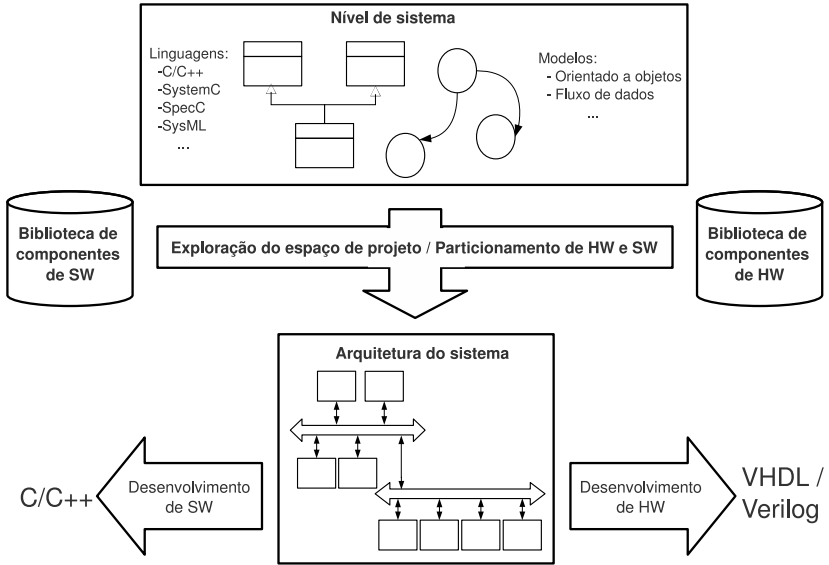 Nível de sistema
Linguagens:
-C/C++
-SystemC
-SpecC
-SysML
...
Modelos:
- Orientado a objetos
- Fluxo de dados
...
Biblioteca de
componentes
de SW
Exploração do espaço de projeto / Particionamento de HW e SW
Biblioteca de
componentes
de HW
Arquitetura do sistema
C/C++
Desenvolvimento
de SW
Desenvolvimento
de HW
VHDL /
Verilog